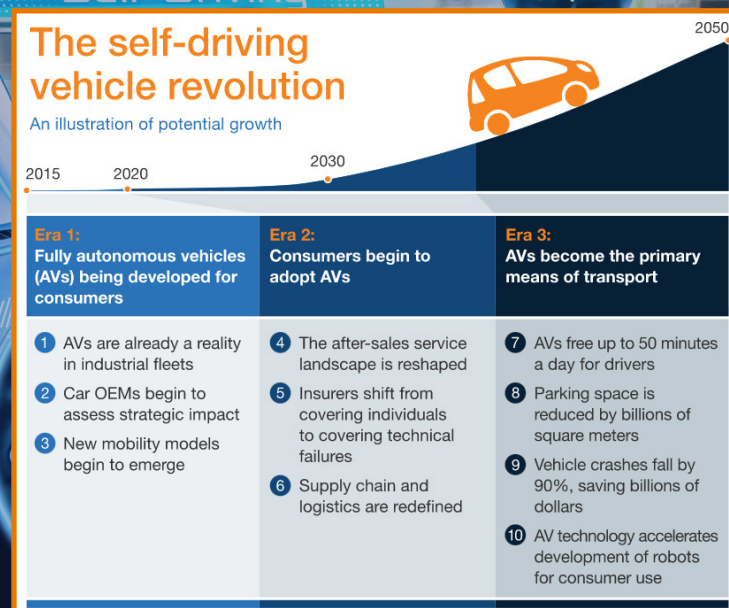 The self-driving
vehicle revolution
An illustration of potential growth
2015
2020
2030
2050
Era 1:
Fully autonomous vehicles
(AVs) being developed for
consumers
Era 2:
Consumers begin to
adopt AVs
Era 3:
AVs become the primary
means of transport
1 AVs are already a reality
in industrial fleets
2 Car OEMs begin to
assess strategic impact
3 New mobility models
begin to emerge
4 The after-sales service
landscape is reshaped
5 Insurers shift from
covering individuals
to covering technical
failures
6 Supply chain and
logistics are redefined
7 AVs free up to 50 minutes
a day for drivers
8 Parking space is
reduced by billions of
square meters
9 Vehicle crashes fall by
90%, saving billions of
dollars
10 AV technology accelerates
development of robots
for consumer use